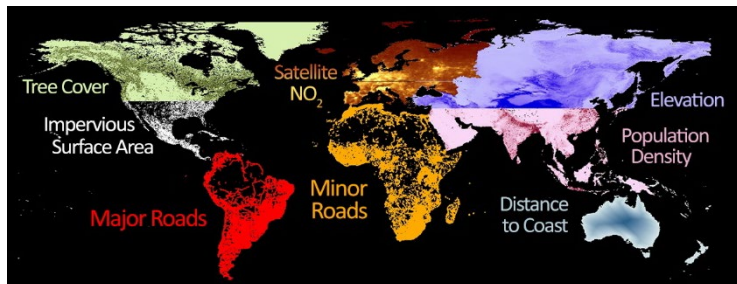 Tree Cover
Impervious
Surface Area
Major Roads
Satellite
NO₂
Minor
Roads
Elevation
Population
Density
Distance
to Coast